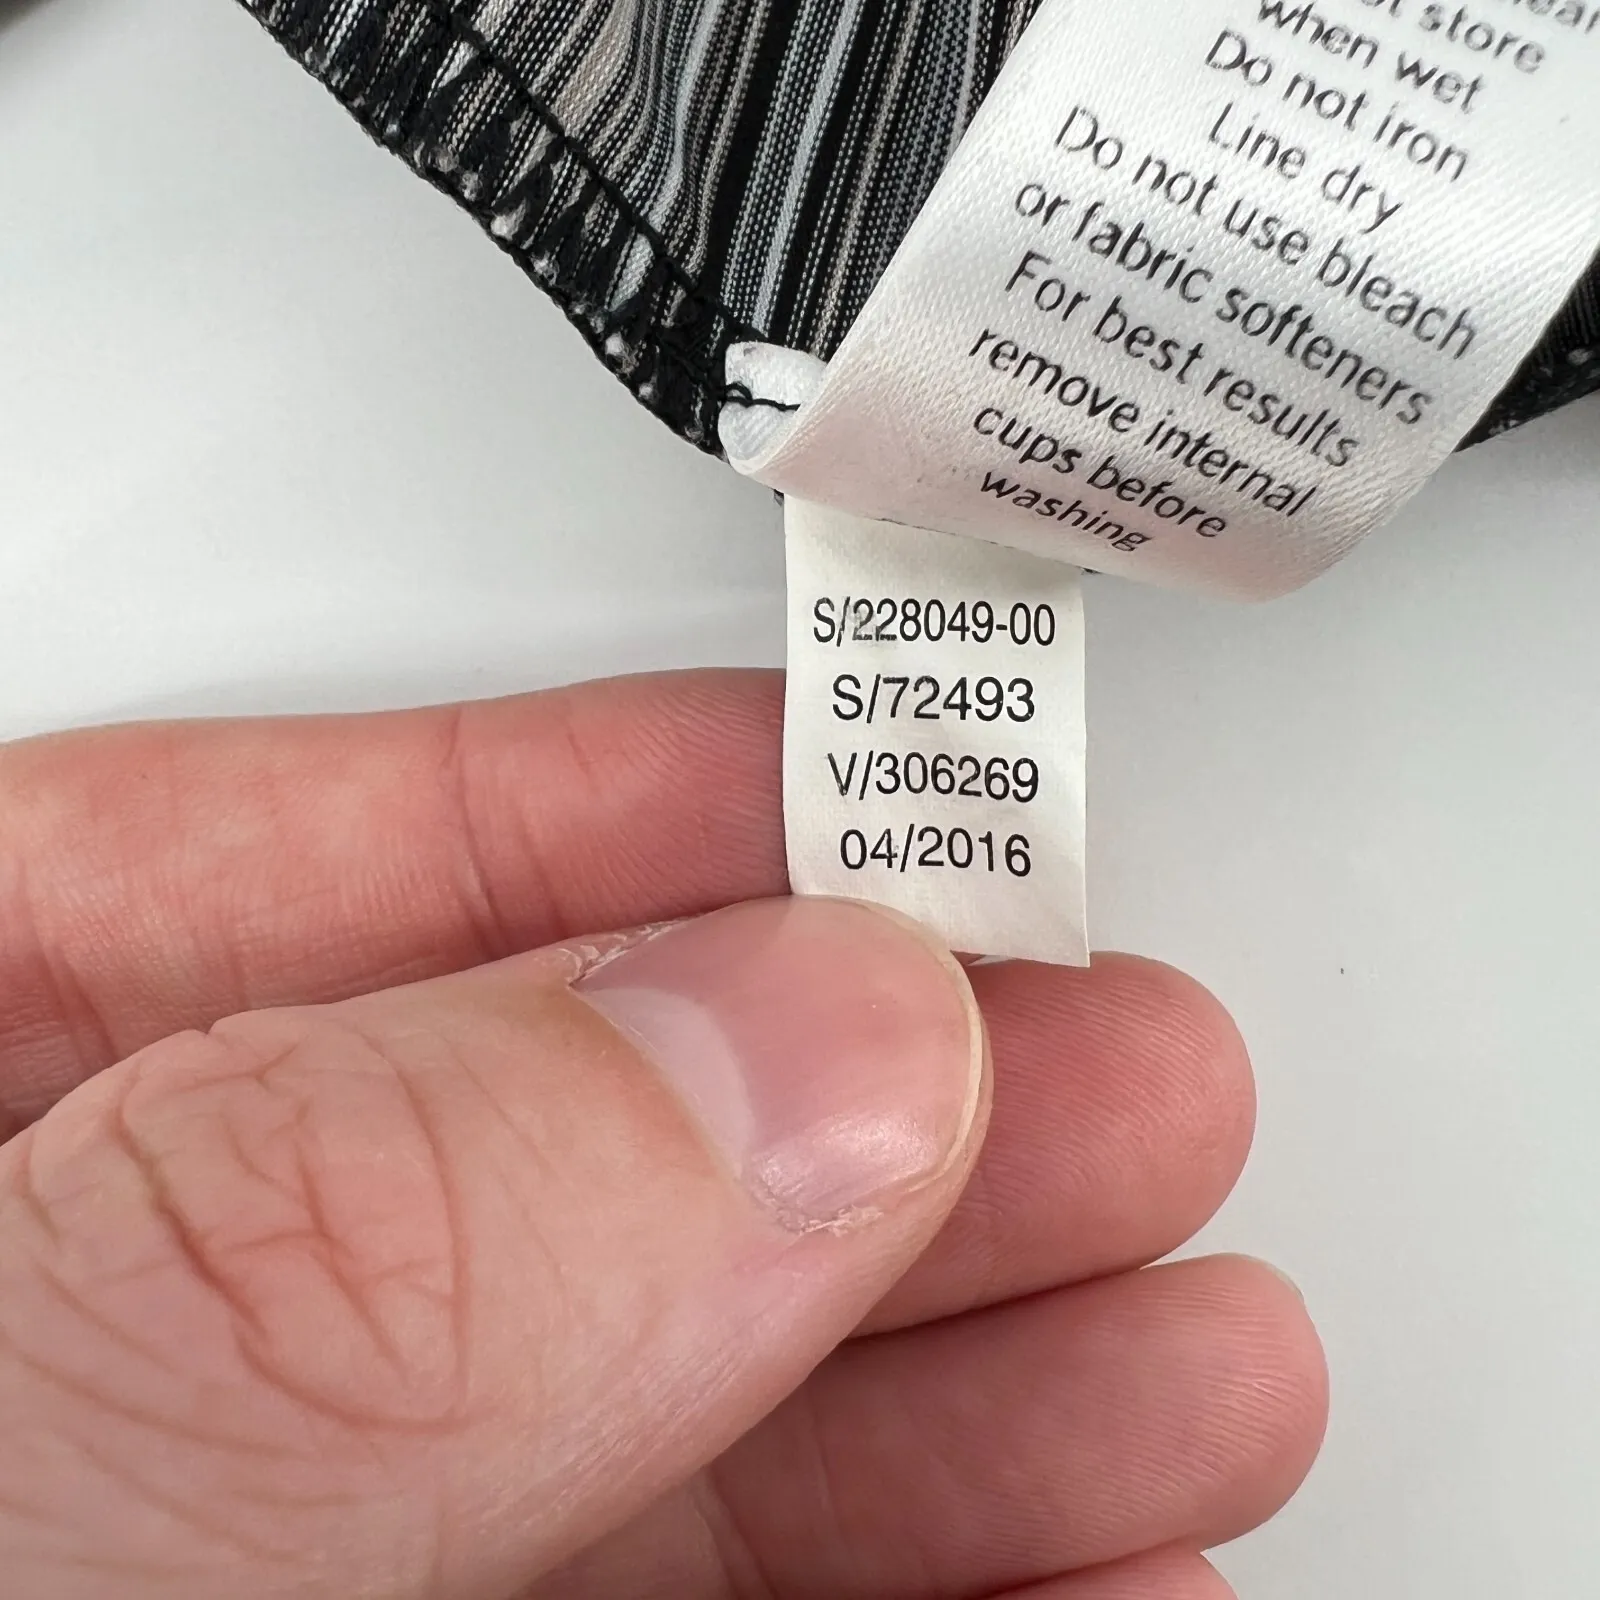 store
when wet
Do not iron
Line dry
Do not use bleach
or fabric softeners
For best results
remove internal
cups before
washing
S/228049-00
S/72493
V/306269
04/2016